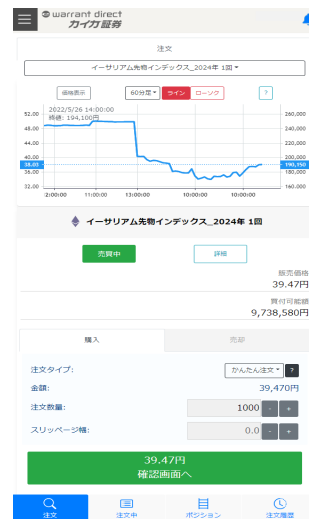 warrant direct
カイカ証券
注文
イーサリアム先物インデックス_2024年 1回
価格表示 60分足 ライン ローソク ?
2022/5/26 14:00:00
終値: 194,100円
52.00 260,000
48.00 240,000
44.00 220,000
40.00 200,000
38.03 190,150
36.00 180,000
32.00 160,000
2:00:00 11:00:00 13:00:00 10:00:00 10:00:00
イーサリアム先物インデックス_2024年 1回
売買中 詳細
販売価格
39.47円
買付可能額
9,738,580円
購入 売却
注文タイプ: かんたん注文 ?
金額: 39,470円
注文数量: 1000 - +
スリッページ幅: 0.0 - +
39.47円
確認画面へ
注文 注文中 ポジション 注文履歴